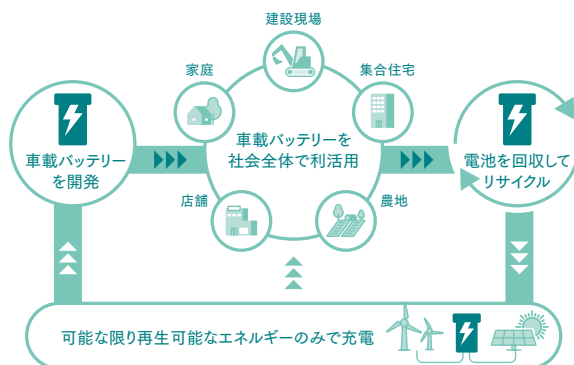 建設現場
家庭
集合住宅
車載バッテリー
を開発
車載バッテリーを
社会全体で利活用
電池を回収して
リサイクル
店舗
農地
可能な限り再生可能なエネルギーのみで充電